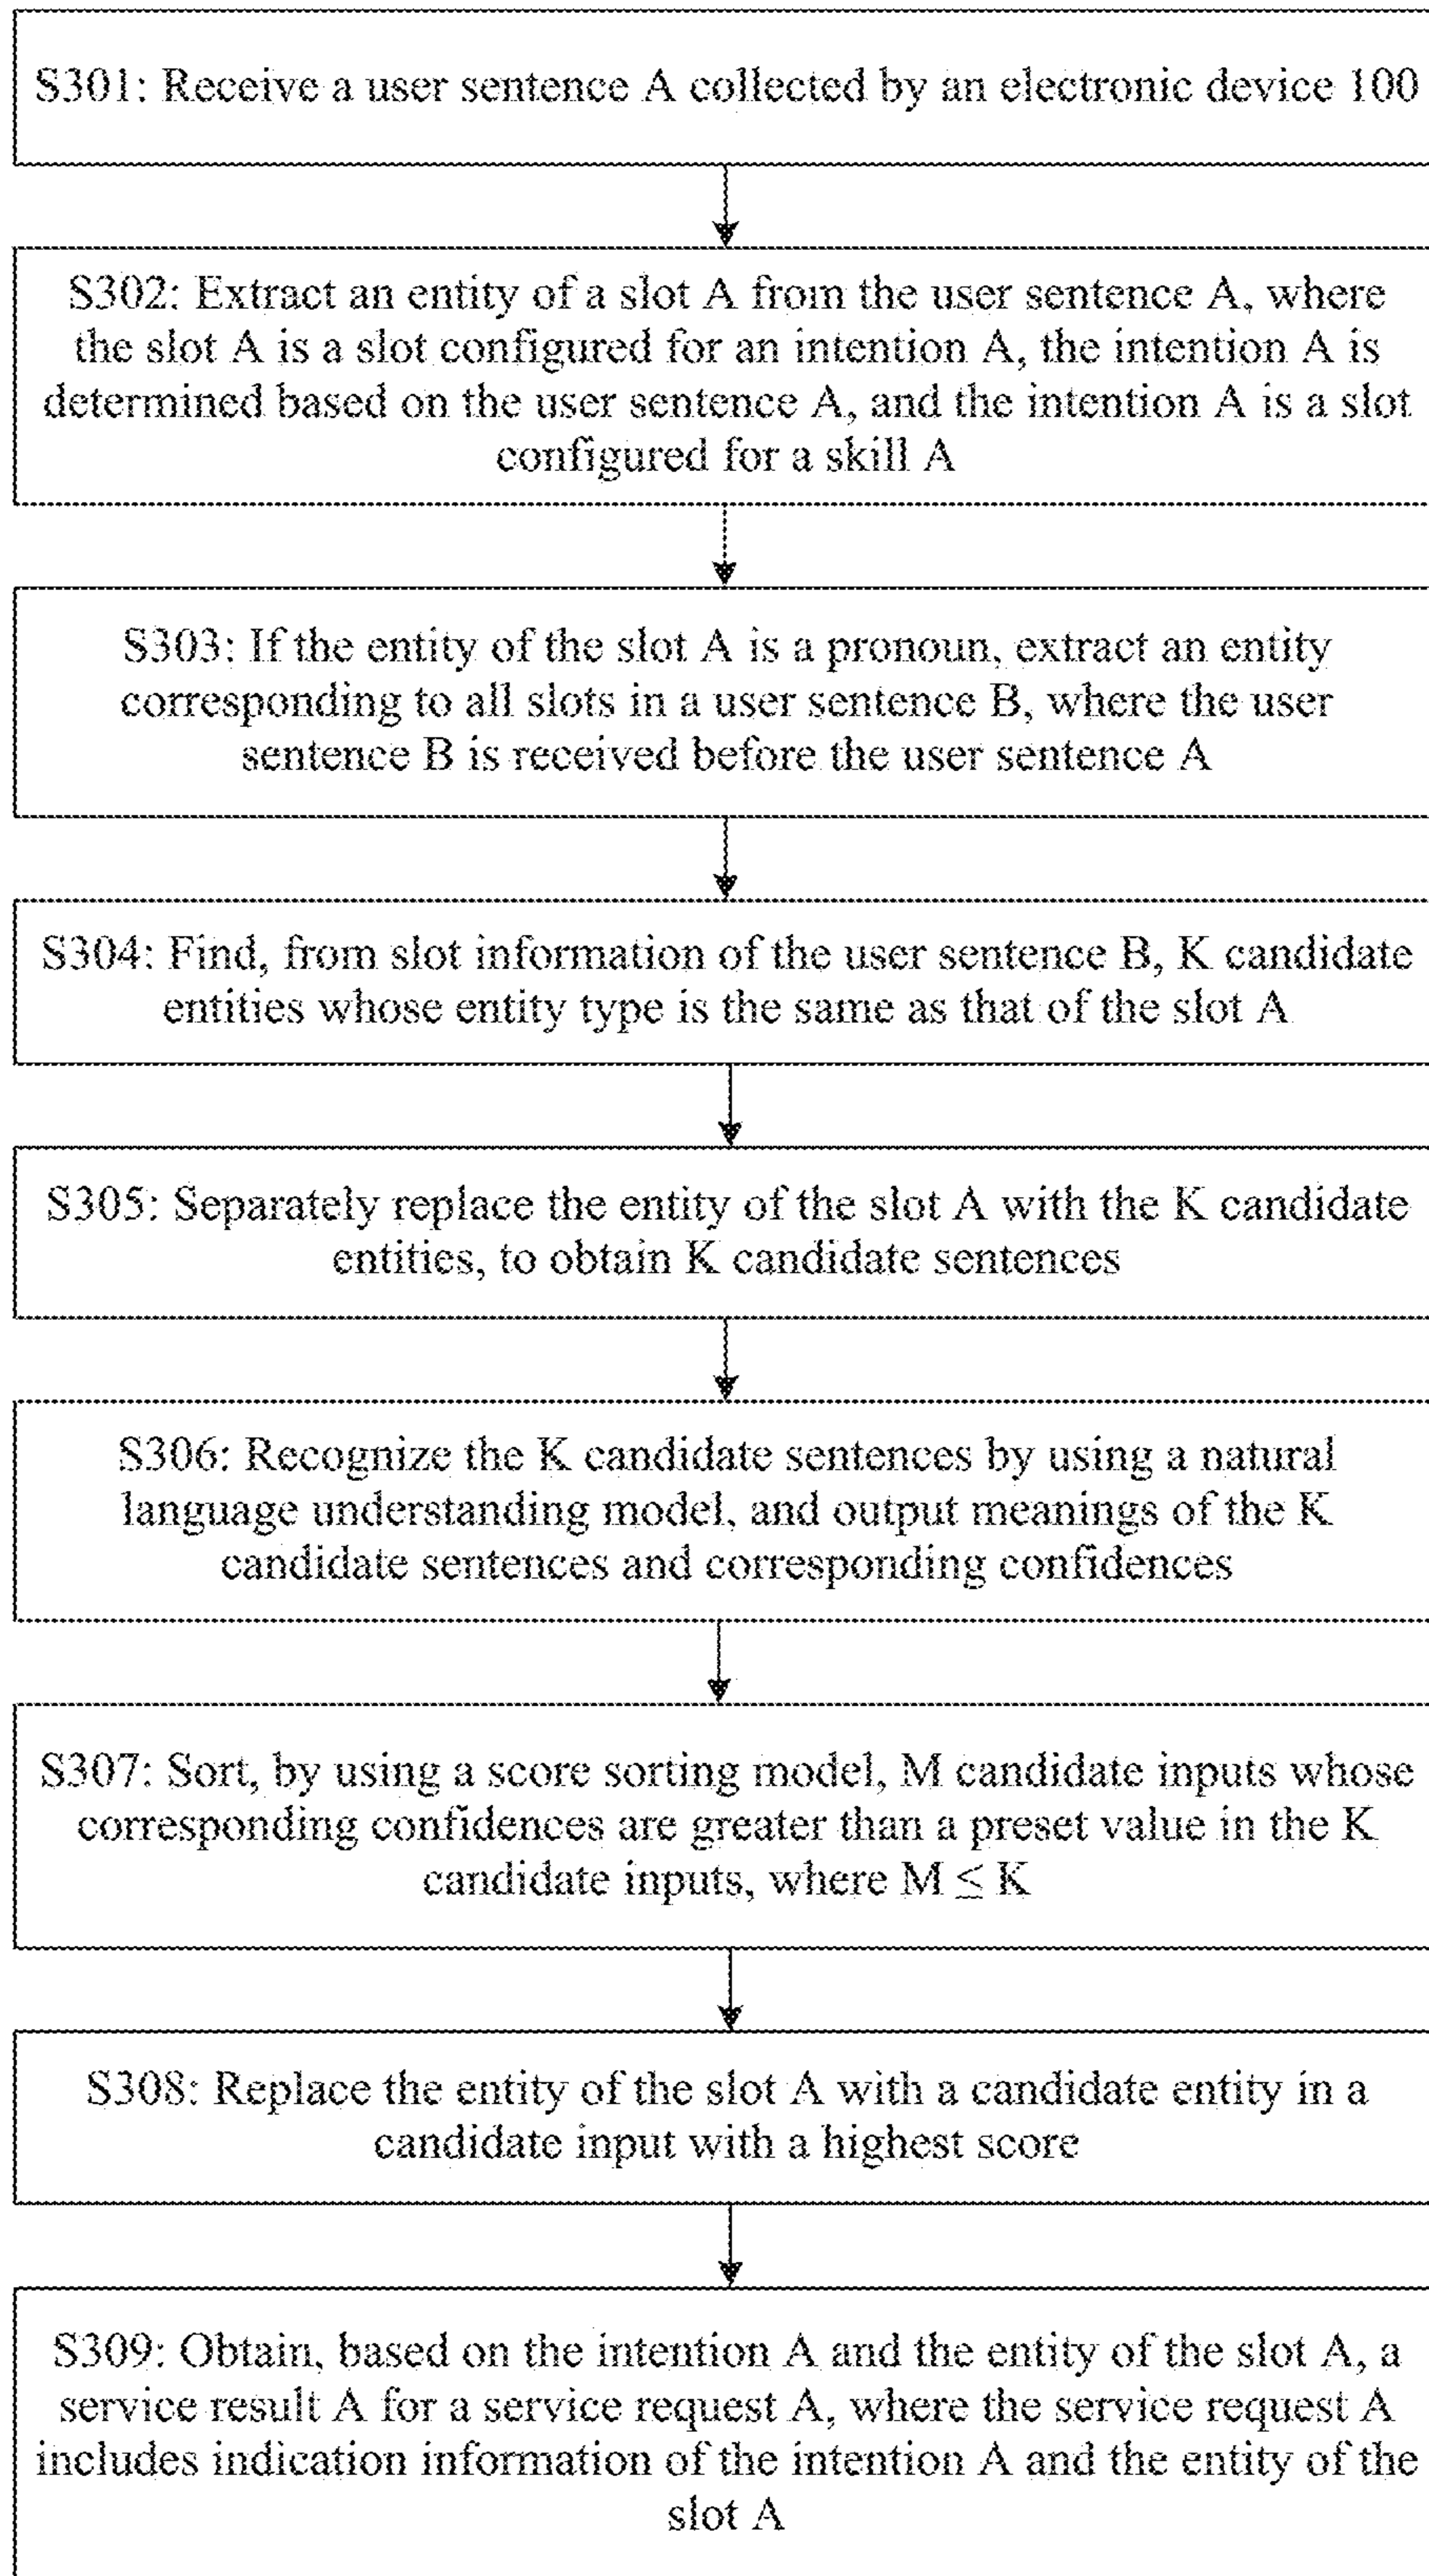 S301: Receive a user sentence A collected by an electronic device 100
S302: Extract an entity of a slot A from the user sentence A, where
the slot A is a slot configured for an intention A, the intention A is
determined based on the user sentence A, and the intention A is a slot
configured for a skill A
S303: If the entity of the slot A is a pronoun, extract an entity
corresponding to all slots in a user sentence B, where the user
sentence B is received before the user sentence A
S304: Find, from slot information of the user sentence B, K candidate
entities whose entity type is the same as that of the slot A
S305: Separately replace the entity of the slot A with the K candidate
entities, to obtain K candidate sentences
S306: Recognize the K candidate sentences by using a natural
language understanding model, and output meanings of the K
candidate sentences and corresponding confidences
S307: Sort, by using a score sorting model, M candidate inputs whose
corresponding confidences are greater than a preset value in the K
candidate inputs, where M ≤ K
S308: Replace the entity of the slot A with a candidate entity in a
candidate input with a highest score
S309: Obtain, based on the intention A and the entity of the slot A, a
service result A for a service request A, where the service request A
includes indication information of the intention A and the entity of the
slot A